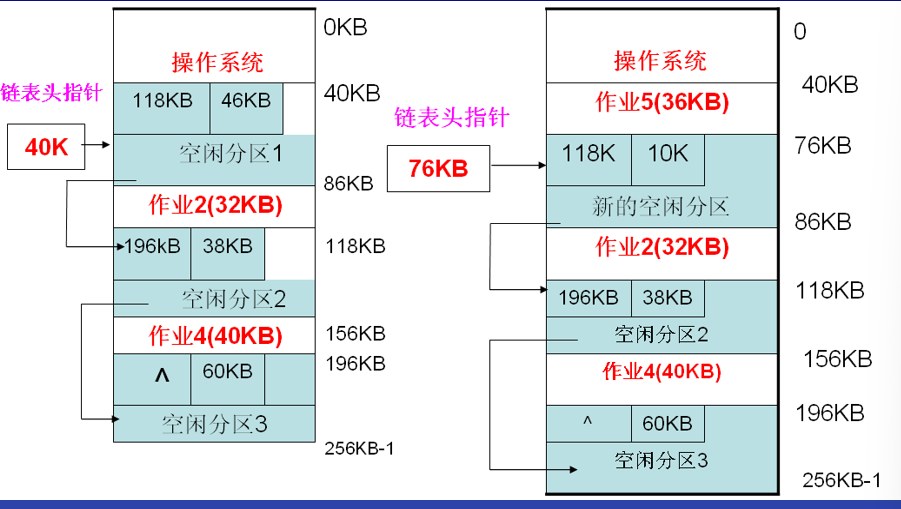 0KB
操作系统
链表头指针
118KB 46KB
40KB
40K
空闲分区1
86KB
作业2(32KB)
196kB 38KB
118KB
空闲分区2
作业4(40KB)
156KB
^ 60KB
196KB
空闲分区3
256KB-1
0
操作系统
40KB
作业5(36KB)
链表头指针
76KB
118K 10K
76KB
新的空闲分区
86KB
作业2(32KB)
196KB 38KB
118KB
空闲分区2
156KB
作业4(40KB)
^ 60KB
196KB
空闲分区3
256KB-1